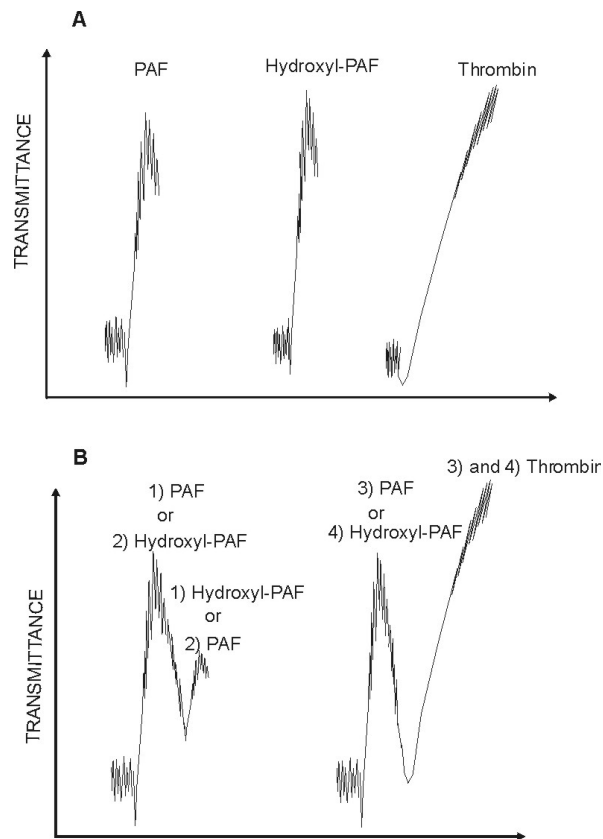 A
PAF
Hydroxyl-PAF
Thrombin
TRANSMITTANCE
B
3) and 4) Thrombin
1) PAF
or
2) Hydroxyl-PAF
3) PAF
or
4) Hydroxyl-PAF
1) Hydroxyl-PAF
or
2) PAF
TRANSMITTANCE